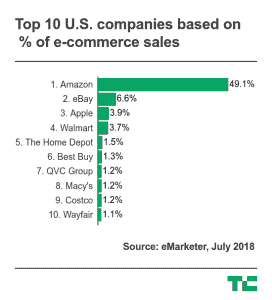 Top 10 U.S. companies based on
% of e-commerce sales
1. Amazon 49.1%
2. eBay 6.6%
3. Apple 3.9%
4. Walmart 3.7%
5. The Home Depot 1.5%
6. Best Buy 1.3%
7. QVC Group 1.2%
8. Macy's 1.2%
9. Costco 1.2%
10. Wayfair 1.1%
Source: eMarketer, July 2018
TC